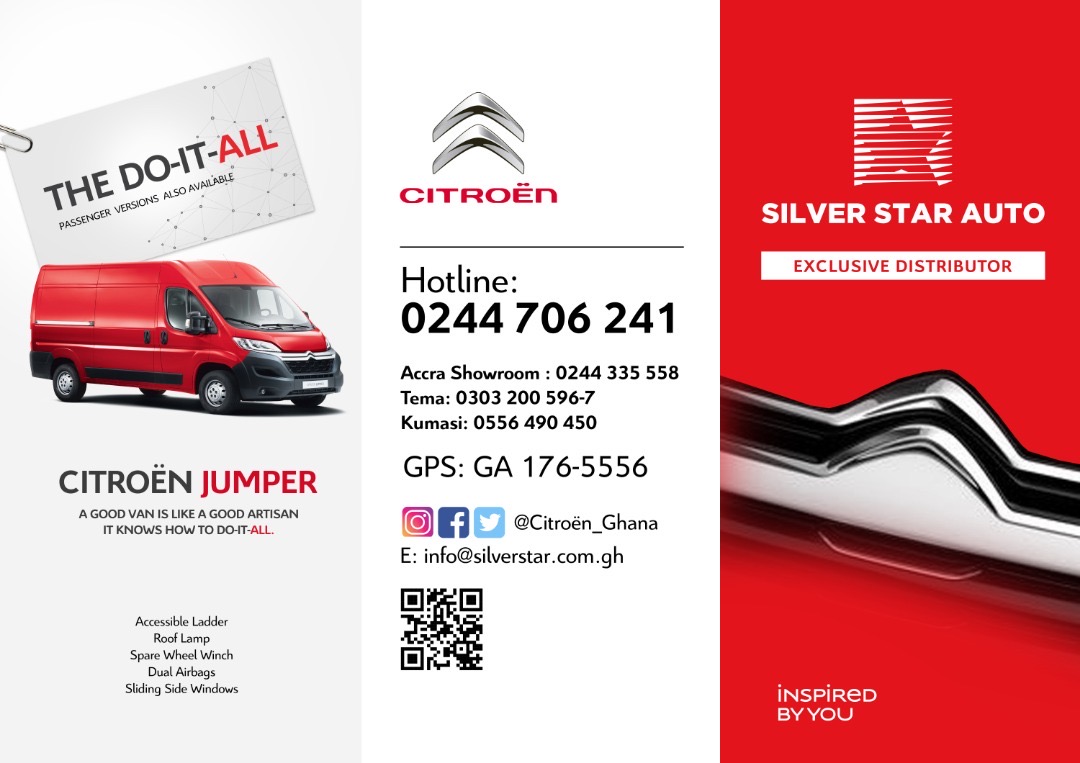 THE DO-IT-ALL
PASSENGER VERSIONS ALSO AVAILABLE
CITROËN JUMPER
A GOOD VAN IS LIKE A GOOD ARTISAN
IT KNOWS HOW TO DO-IT-ALL.
Accessible Ladder
Roof Lamp
Spare Wheel Winch
Dual Airbags
Sliding Side Windows
CITROËN
Hotline:
0244 706 241
Accra Showroom : 0244 335 558
Tema: 0303 200 596-7
Kumasi: 0556 490 450
GPS: GA 176-5556
@Citroën_Ghana
E: info@silverstar.com.gh
SILVER STAR AUTO
EXCLUSIVE DISTRIBUTOR
INSPIRED
BY YOU